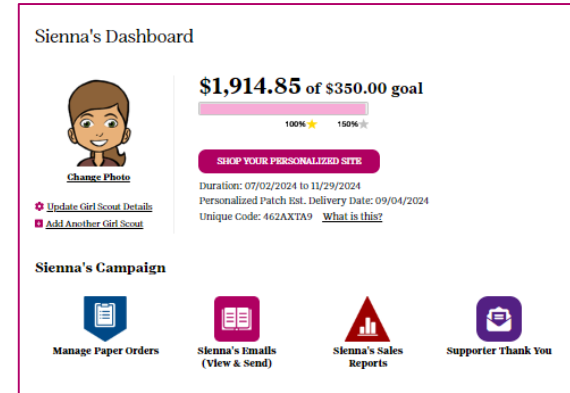 Sienna's Dashboard
$1,914.85 of $350.00 goal
100% 150%
Change Photo
SHOP YOUR PERSONALIZED SITE
Duration: 07/02/2024 to 11/29/2024
Update Girl Scout Details
Personalized Patch Est. Delivery Date: 09/04/2024
Add Another Girl Scout
Unique Code: 462AXTA9 What is this?
Sienna's Campaign
Manage Paper Orders
Sienna's Emails
(View & Send)
Sienna's Sales
Reports
Supporter Thank You